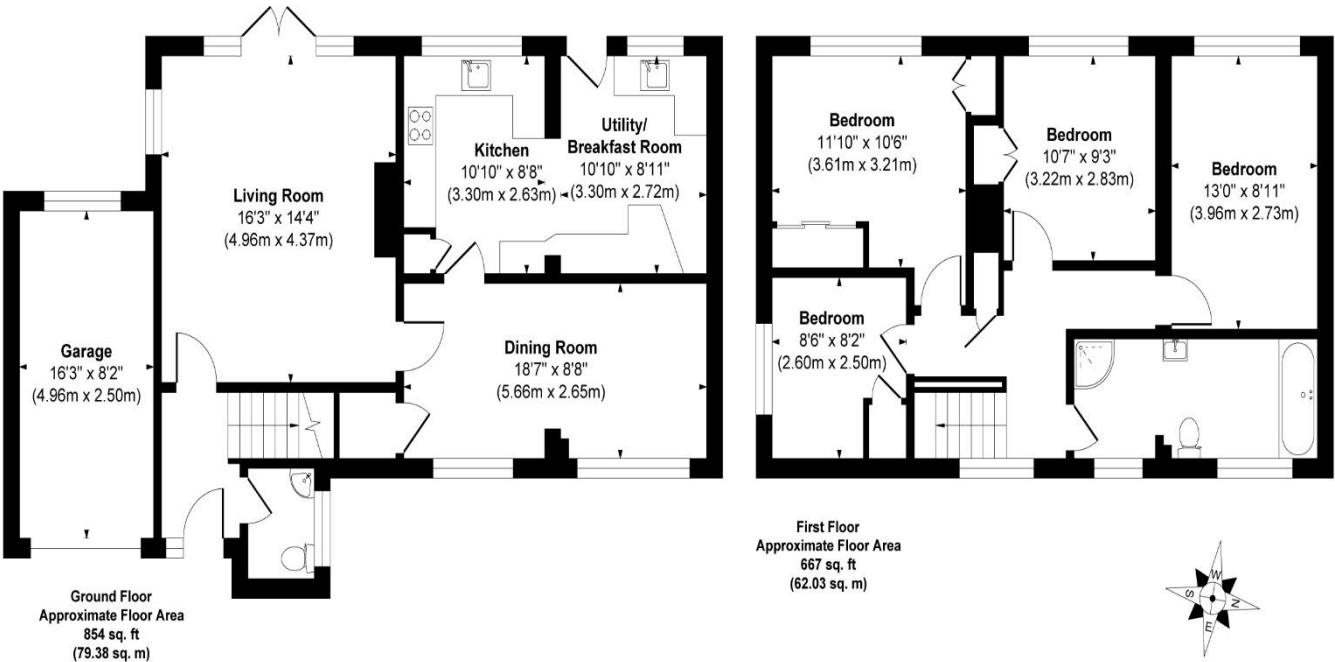 Living Room
16'3" x 14'4"
(4.96m x 4.37m)
Kitchen
10'10" x 8'8"
(3.30m x 2.63m)
Utility/
Breakfast Room
10'10" x 8'11"
(3.30m x 2.72m)
Garage
16'3" x 8'2"
(4.96m x 2.50m)
Dining Room
18'7" x 8'8"
(5.66m x 2.65m)
Ground Floor
Approximate Floor Area
854 sq. ft
(79.38 sq. m)
Bedroom
11'10" x 10'6"
(3.61m x 3.21m)
Bedroom
10'7" x 9'3"
(3.22m x 2.83m)
Bedroom
13'0" x 8'11"
(3.96m x 2.73m)
Bedroom
8'6" x 8'2"
(2.60m x 2.50m)
First Floor
Approximate Floor Area
667 sq. ft
(62.03 sq. m)
W
S
N
E